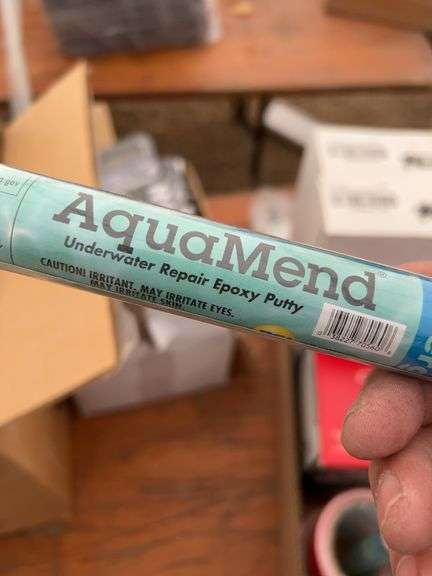 AquaMend®
Underwater Repair Epoxy Putty
CAUTION! IRRITANT. MAY IRRITATE EYES.
MAY IRRITATE SKIN.